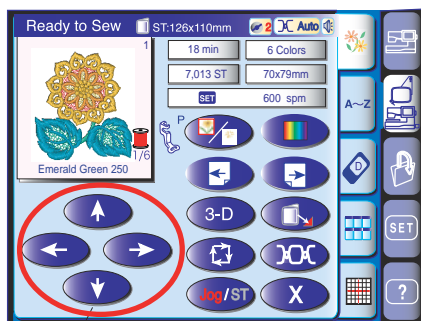 Ready to Sew ST:126x110mm 2 Auto
1
18 min 6 Colors
7,013 ST 70x79mm
SET 600 spm
P
1/6
Emerald Green 250
3-D
Jog/ST X
A~Z
D
SET
?